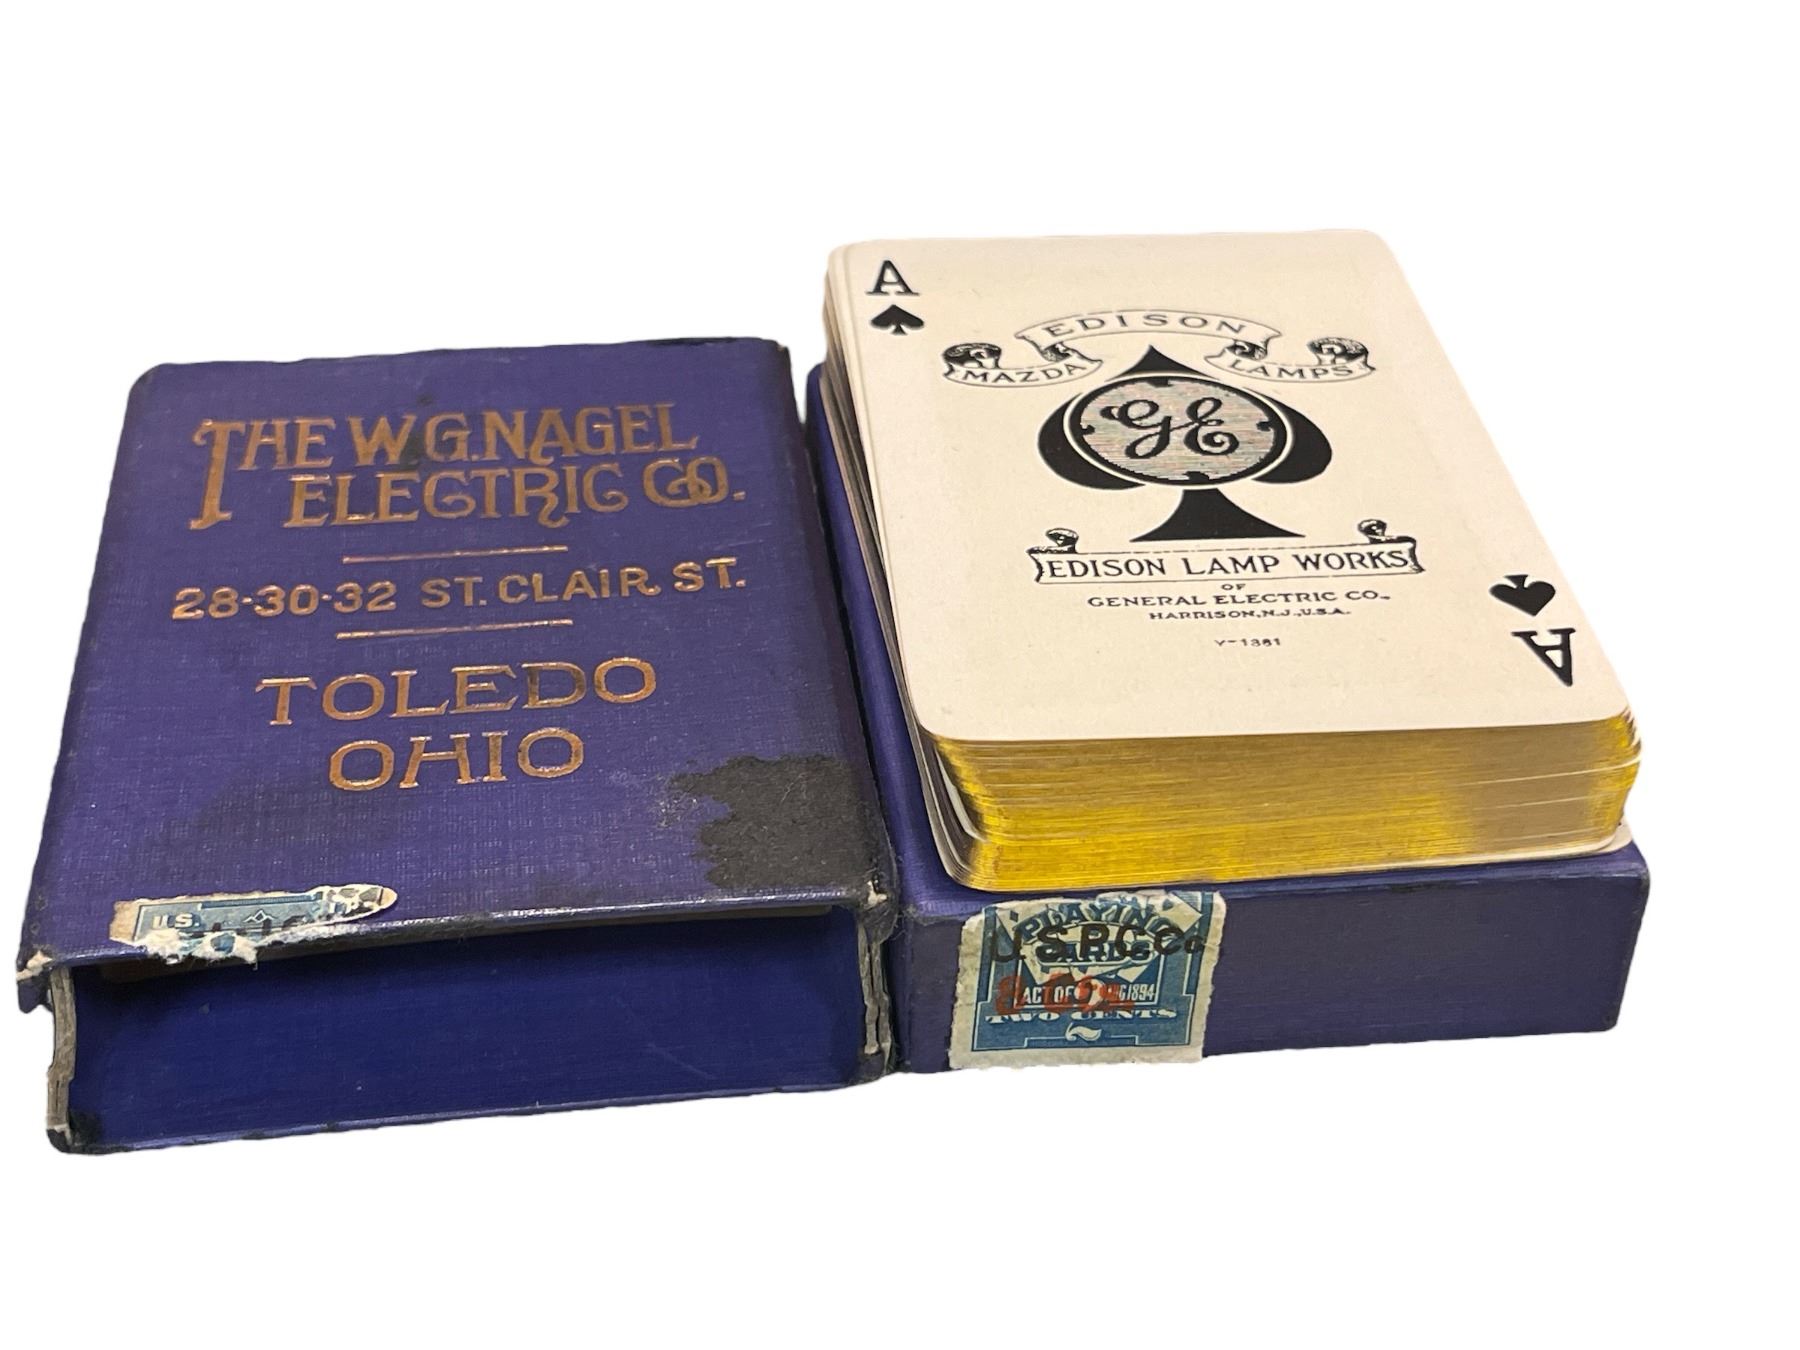 THE W.G. NAGEL
ELECTRIC CO.
28-30-32 ST. CLAIR ST.
TOLEDO
OHIO
U.S.
A
EDISON
MAZDA LAMPS
GE
EDISON LAMP WORKS
OF
GENERAL ELECTRIC CO.
HARRISON, N.J., U.S.A.
Y-1381
A
PLAYING
U.S.P.C.Co
CARDS
ACT OF AUG 1894
TWO CENTS
2